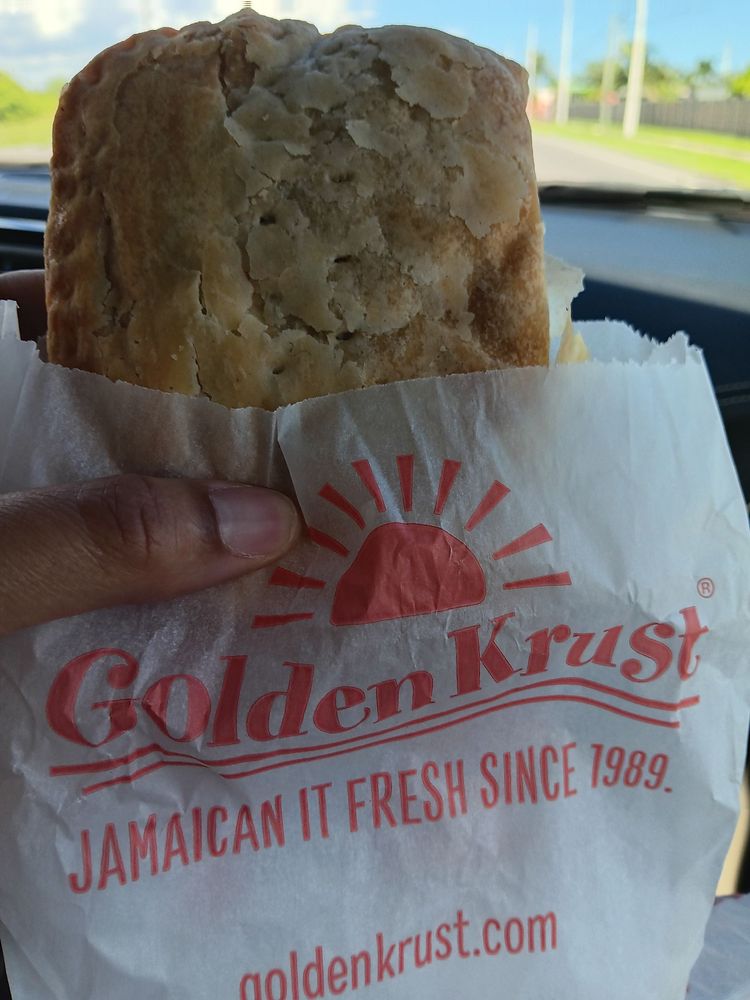 Golden Krust®
JAMAICAN IT FRESH SINCE 1989.
goldenkrust.com